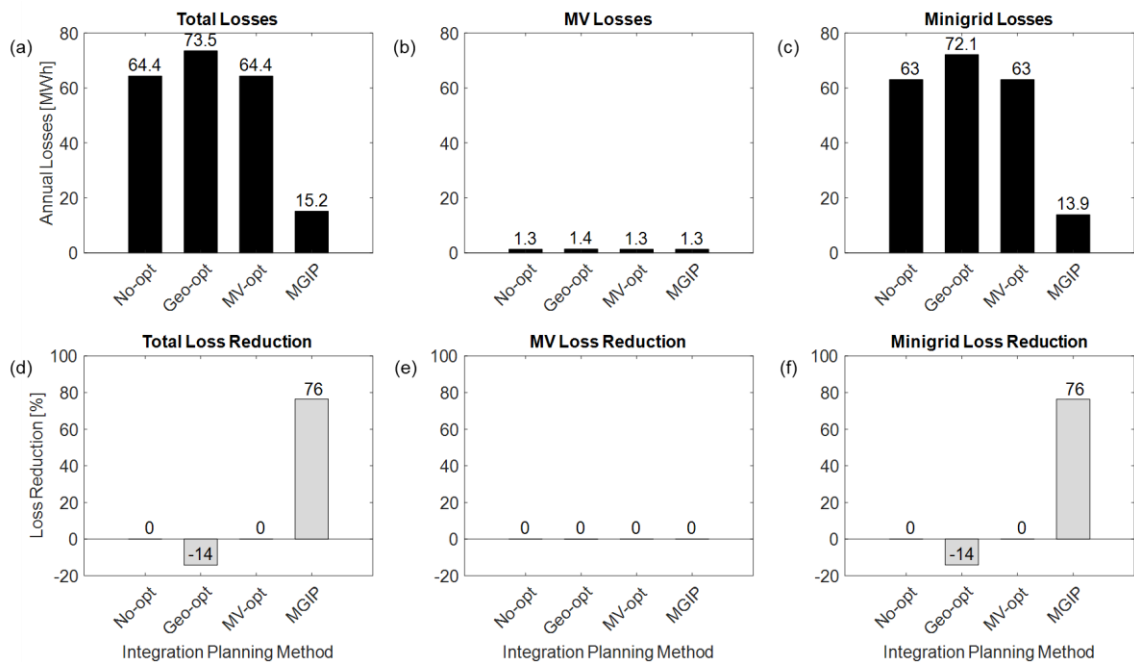 Total Losses
(a)
80
60
40
20
0
Annual Losses [MWh]
64.4
73.5
64.4
15.2
No-opt
Geo-opt
MV-opt
MGIP
MV Losses
(b)
80
60
40
20
0
1.3
1.4
1.3
1.3
No-opt
Geo-opt
MV-opt
MGIP
Minigrid Losses
(c)
80
60
40
20
0
63
72.1
63
13.9
No-opt
Geo-opt
MV-opt
MGIP
Total Loss Reduction
(d)
100
80
60
40
20
0
-20
Loss Reduction [%]
0
-14
0
76
No-opt
Geo-opt
MV-opt
MGIP
Integration Planning Method
MV Loss Reduction
(e)
100
80
60
40
20
0
-20
0
0
0
0
No-opt
Geo-opt
MV-opt
MGIP
Integration Planning Method
Minigrid Loss Reduction
(f)
100
80
60
40
20
0
-20
0
-14
0
76
No-opt
Geo-opt
MV-opt
MGIP
Integration Planning Method